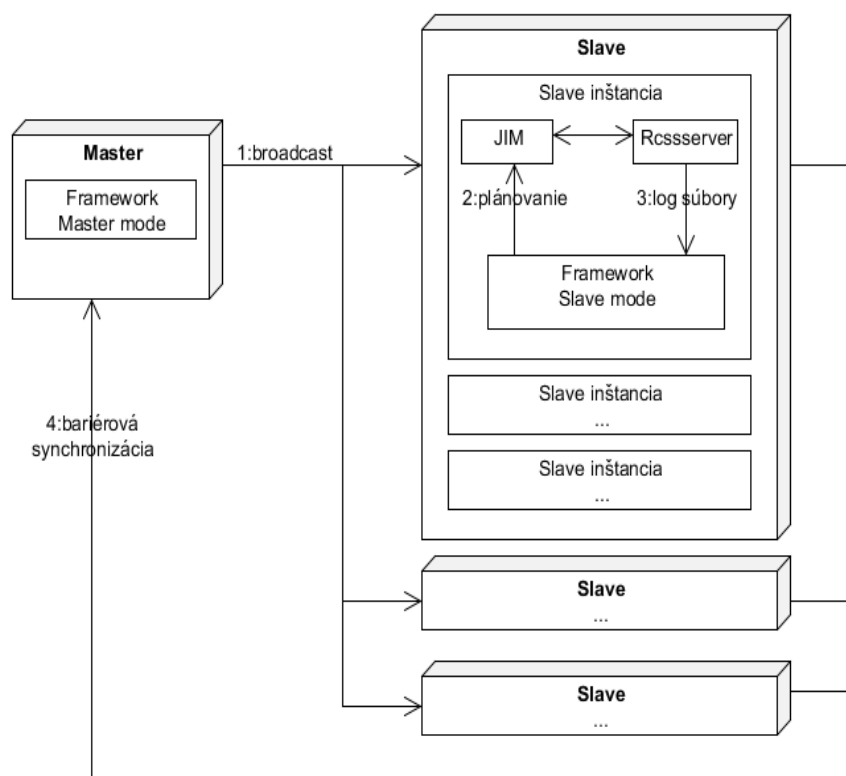 Master
Framework
Master mode
1:broadcast
Slave
Slave inštancia
JIM
Rcssserver
2:plánovanie
3:log súbory
Framework
Slave mode
Slave inštancia
...
Slave inštancia
...
4:bariérová
synchronizácia
Slave
...
Slave
...